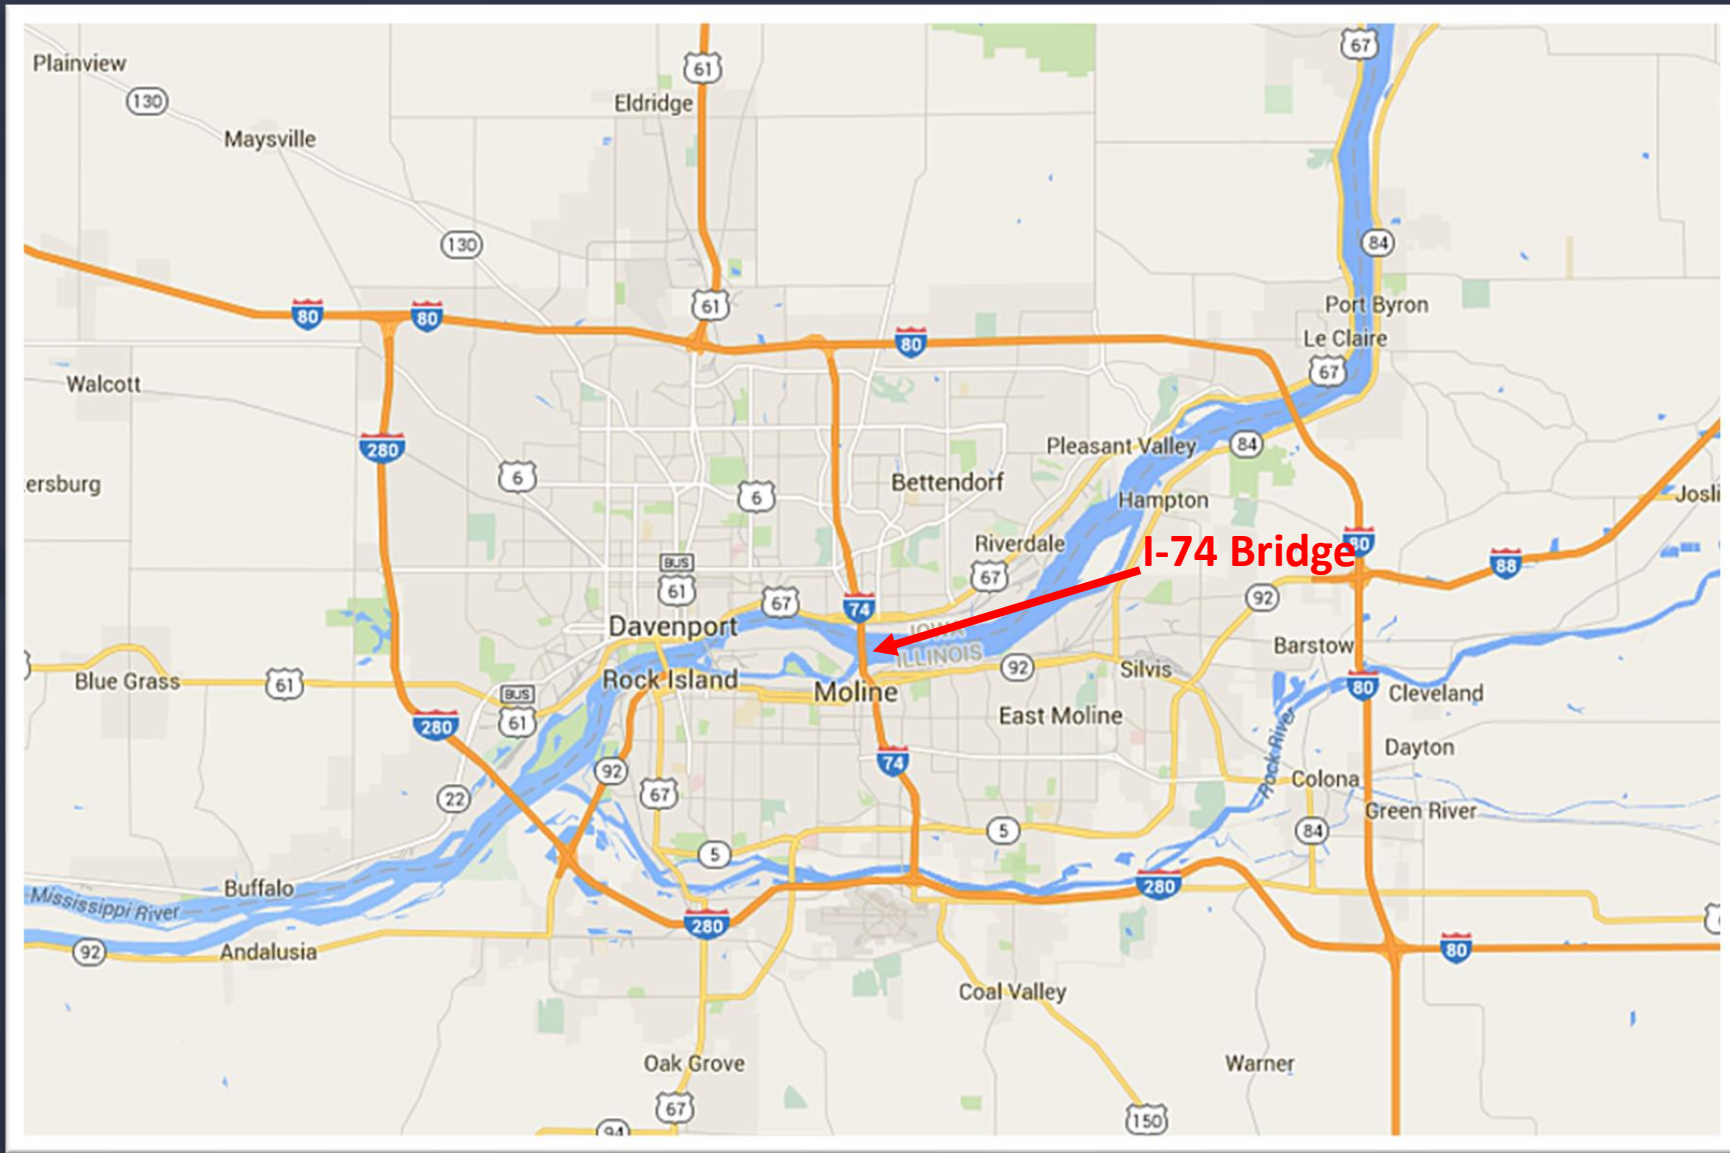 67
Plainview
61
130
Eldridge
Maysville
130
84
61
Port Byron
80
80
Le Claire
80
67
Walcott
280
Pleasant Valley
84
6
Bettendorf
ersburg
6
Hampton
Josli
Riverdale
I-74 Bridge
80
BUS
61
67
88
67
74
92
Davenport
IOWA
ILLINOIS
Barstow
92
Silvis
Blue Grass
61
Rock Island
Moline
80
Cleveland
BUS
61
East Moline
280
Rock River
Dayton
74
92
Colona
22
67
Green River
5
84
5
Buffalo
280
Mississippi River
280
92
Andalusia
80
Coal Valley
Oak Grove
Warner
67
150
94